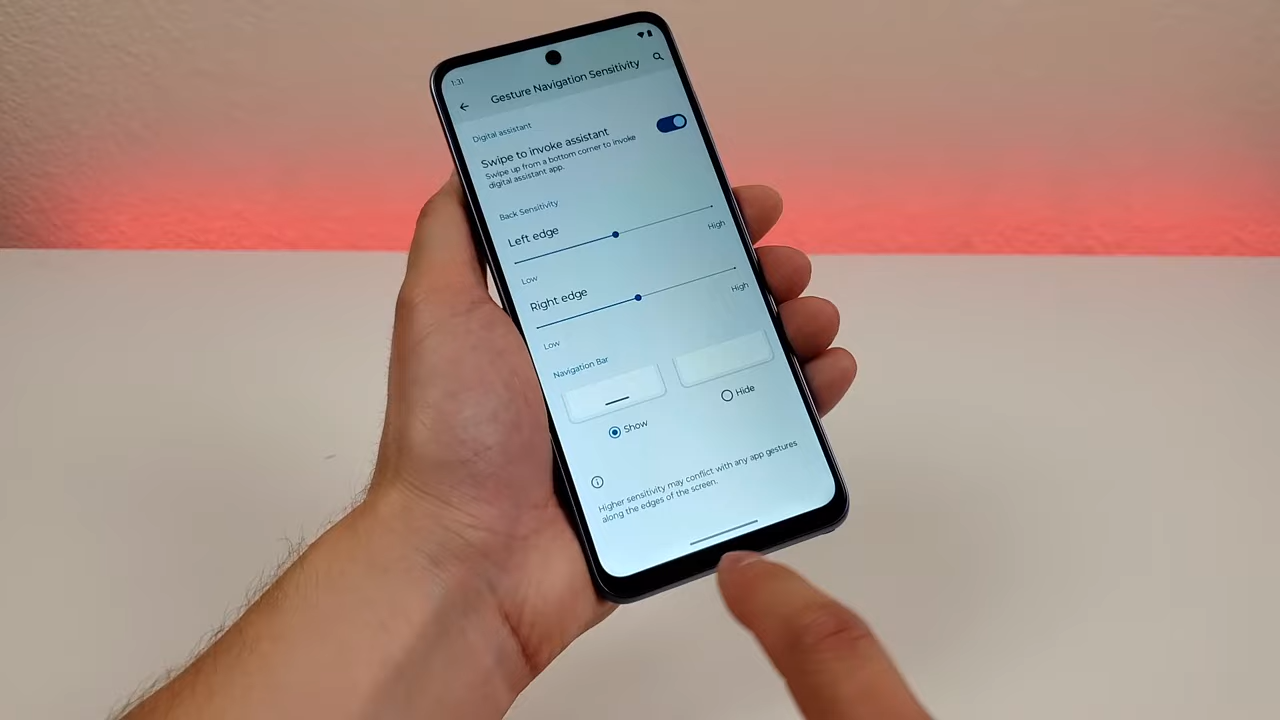 1:31
Gesture Navigation Sensitivity
Digital assistant
Swipe to invoke assistant
Swipe up from a bottom corner to invoke
digital assistant app.
Back Sensitivity
Left edge
Low
High
Right edge
Low
High
Navigation Bar
Show
Hide
Higher sensitivity may conflict with any app gestures
along the edges of the screen.